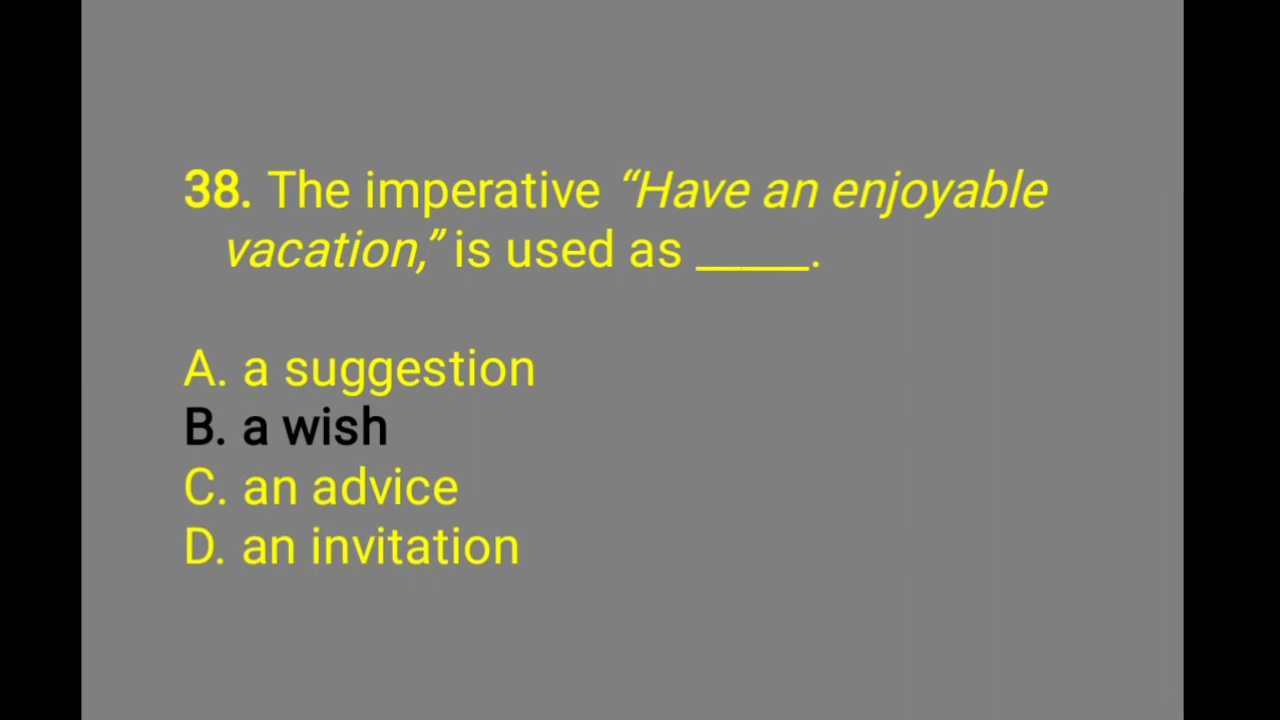 38. The imperative “Have an enjoyable
vacation,” is used as _____.
A. a suggestion
B. a wish
C. an advice
D. an invitation